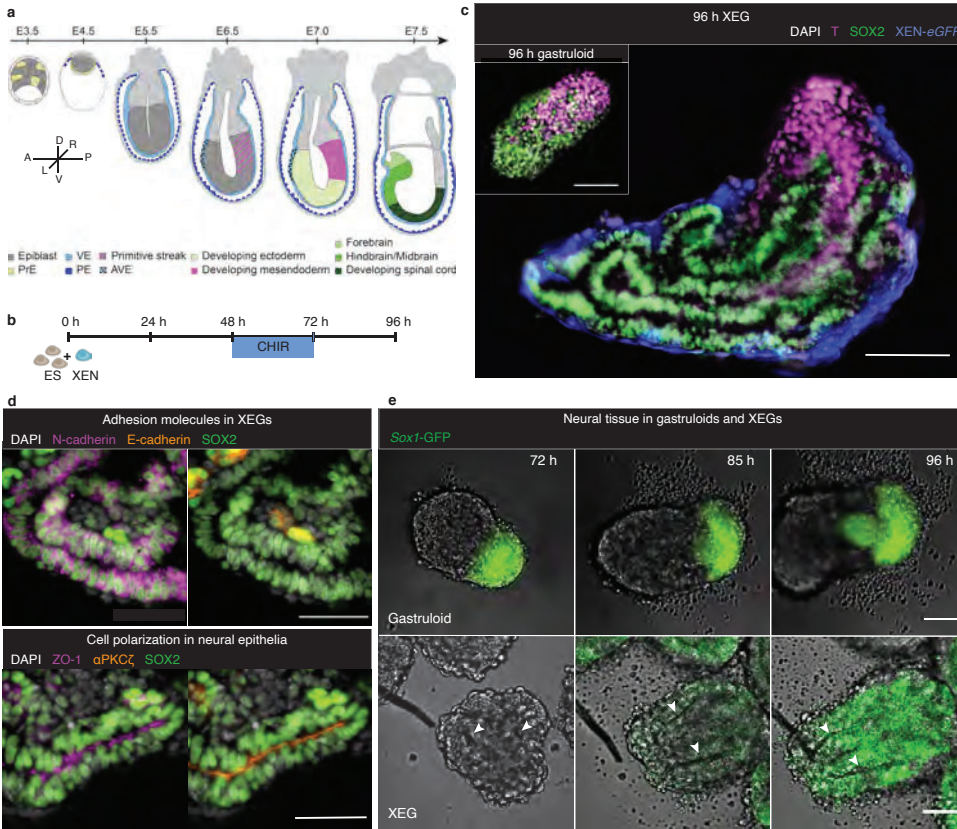 a
E3.5 E4.5 E5.5 E6.5 E7.0 E7.5
D
R
A P
L
V
Forebrain
Epiblast VE Primitive streak Developing ectoderm Hindbrain/Midbrain
PrE PE AVE Developing mesendoderm Developing spinal cord
b
0 h 24 h 48 h 72 h 96 h
CHIR
+
ES XEN
c
96 h XEG
DAPI T SOX2 XEN-eGFP
96 h gastruloid
d
Adhesion molecules in XEGs
DAPI N-cadherin E-cadherin SOX2
Cell polarization in neural epithelia
DAPI ZO-1 αPKCζ SOX2
e
Neural tissue in gastruloids and XEGs
Sox1-GFP
72 h 85 h 96 h
Gastruloid
XEG